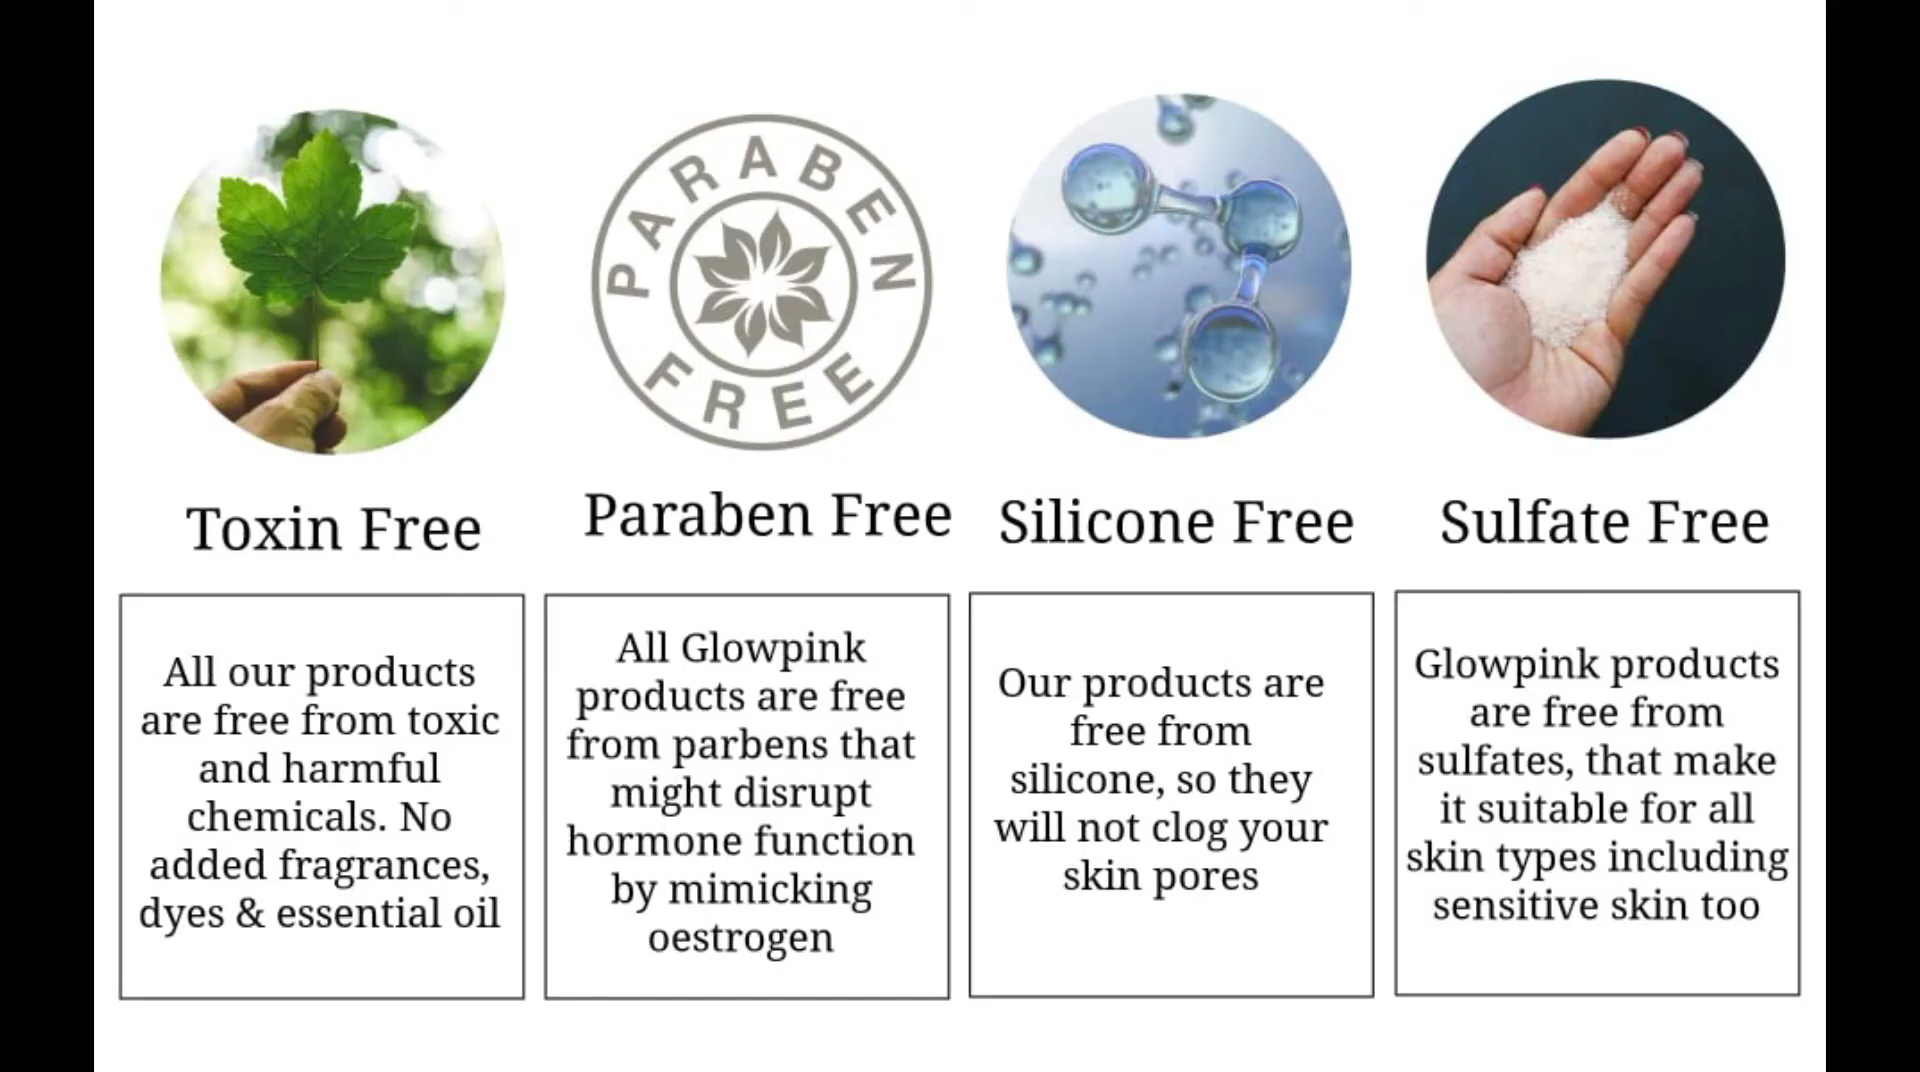 PARABEN
FREE
Toxin Free
Paraben Free
Silicone Free
Sulfate Free
All our products
are free from toxic
and harmful
chemicals. No
added fragrances,
dyes & essential oil
All Glowpink
products are free
from parbens that
might disrupt
hormone function
by mimicking
oestrogen
Our products are
free from
silicone, so they
will not clog your
skin pores
Glowpink products
are free from
sulfates, that make
it suitable for all
skin types including
sensitive skin too